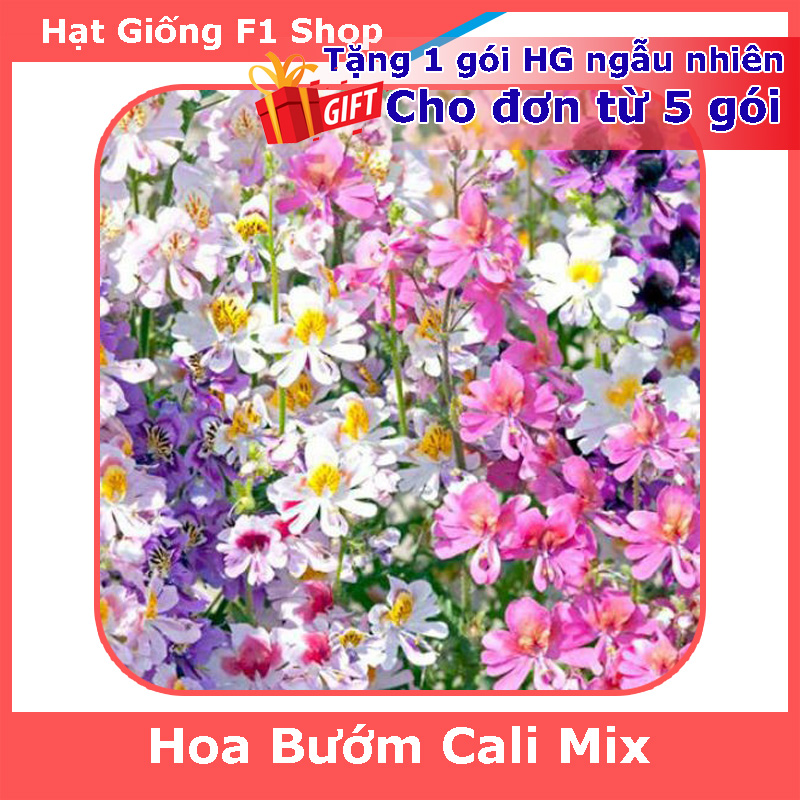 Hạt Giống F1 Shop
Tặng 1 gói HG ngẫu nhiên
GIFT
Cho đơn từ 5 gói
Hoa Bướm Cali Mix